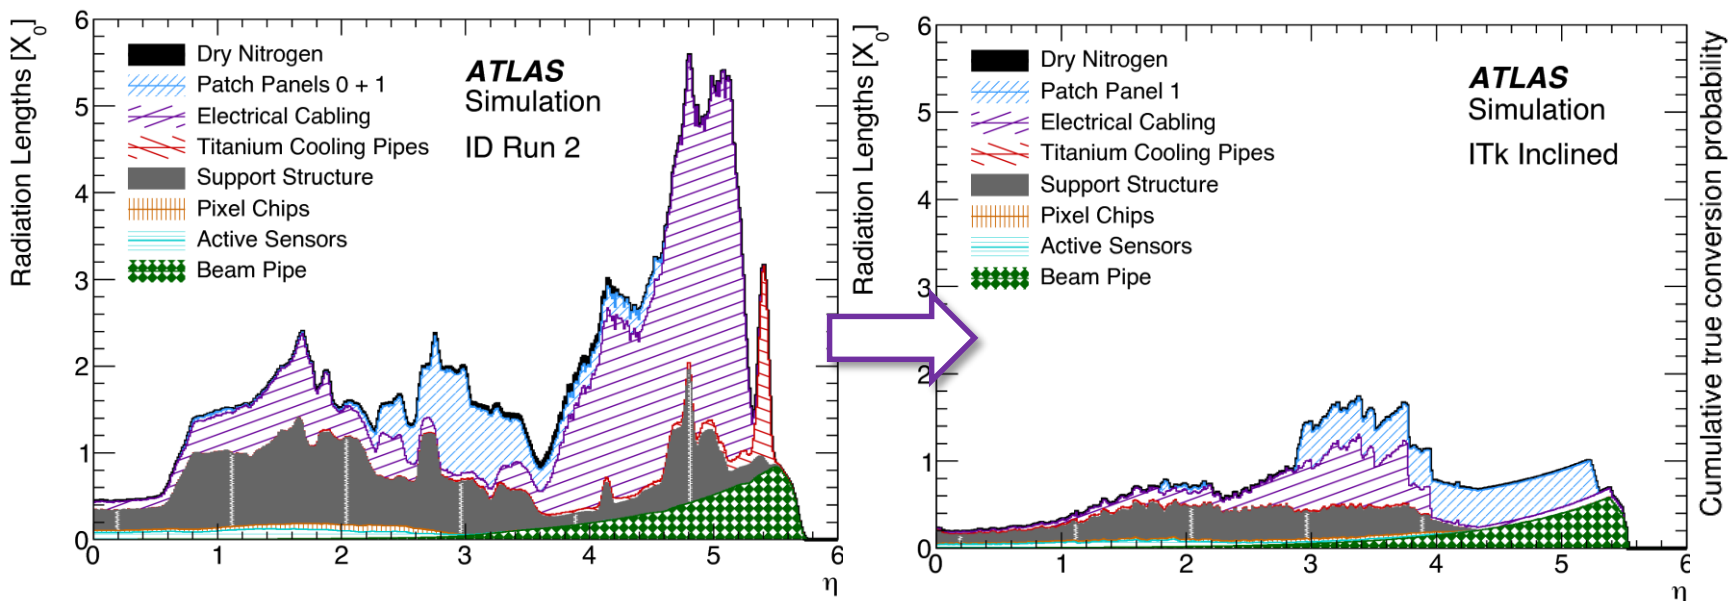 Radiation Lengths [X0]
6
5
4
3
2
1
0
Dry Nitrogen
Patch Panels 0 + 1
Electrical Cabling
Titanium Cooling Pipes
Support Structure
Pixel Chips
Active Sensors
Beam Pipe
ATLAS
Simulation
ID Run 2
0 1 2 3 4 5 6
η
Radiation Lengths [X0]
6
5
4
3
2
1
0
Dry Nitrogen
Patch Panel 1
Electrical Cabling
Titanium Cooling Pipes
Support Structure
Pixel Chips
Active Sensors
Beam Pipe
ATLAS
Simulation
ITk Inclined
0 1 2 3 4 5 6
η
Cumulative true conversion probability